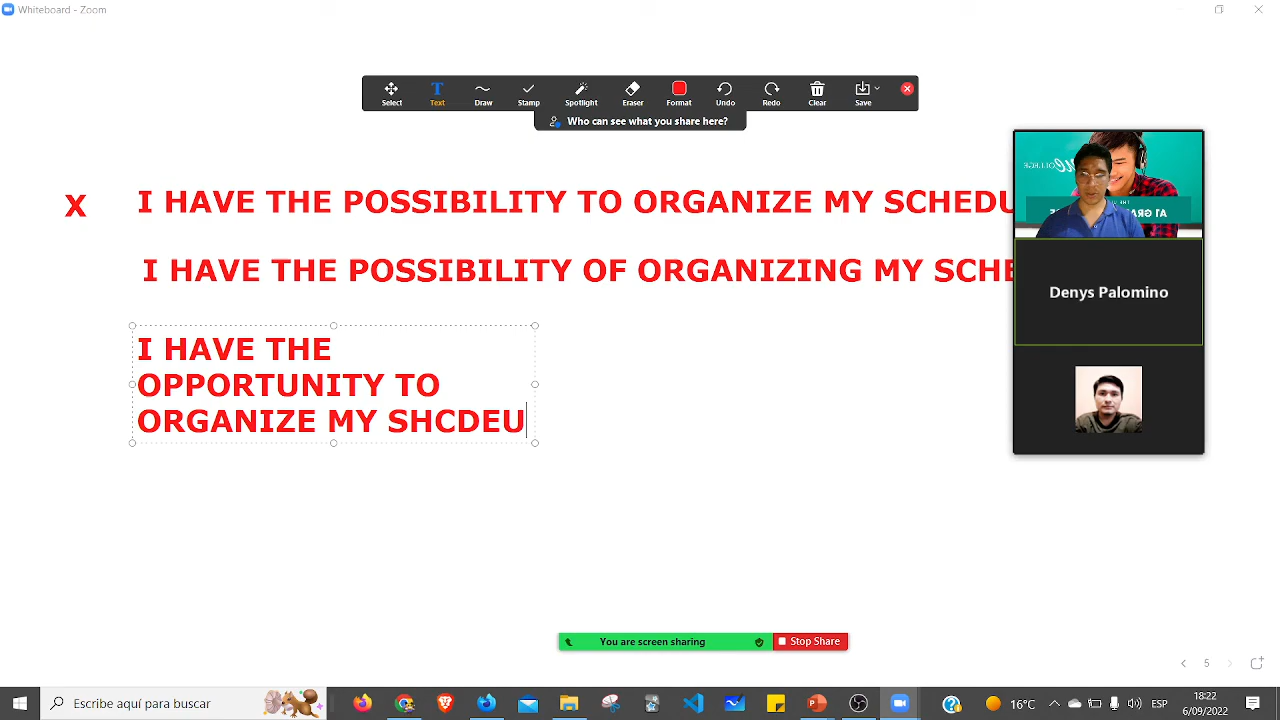 Whiteboard - Zoom
Select Text Draw Stamp Spotlight Eraser Format Undo Redo Clear Save
Who can see what you share here?
X I HAVE THE POSSIBILITY TO ORGANIZE MY SCHEDU
I HAVE THE POSSIBILITY OF ORGANIZING MY SCHE
I HAVE THE
OPPORTUNITY TO
ORGANIZE MY SHCDEU
COLLEGE
Denys Palomino
You are screen sharing Stop Share
5
Escribe aquí para buscar
16°C
ESP
18:22
6/09/2022